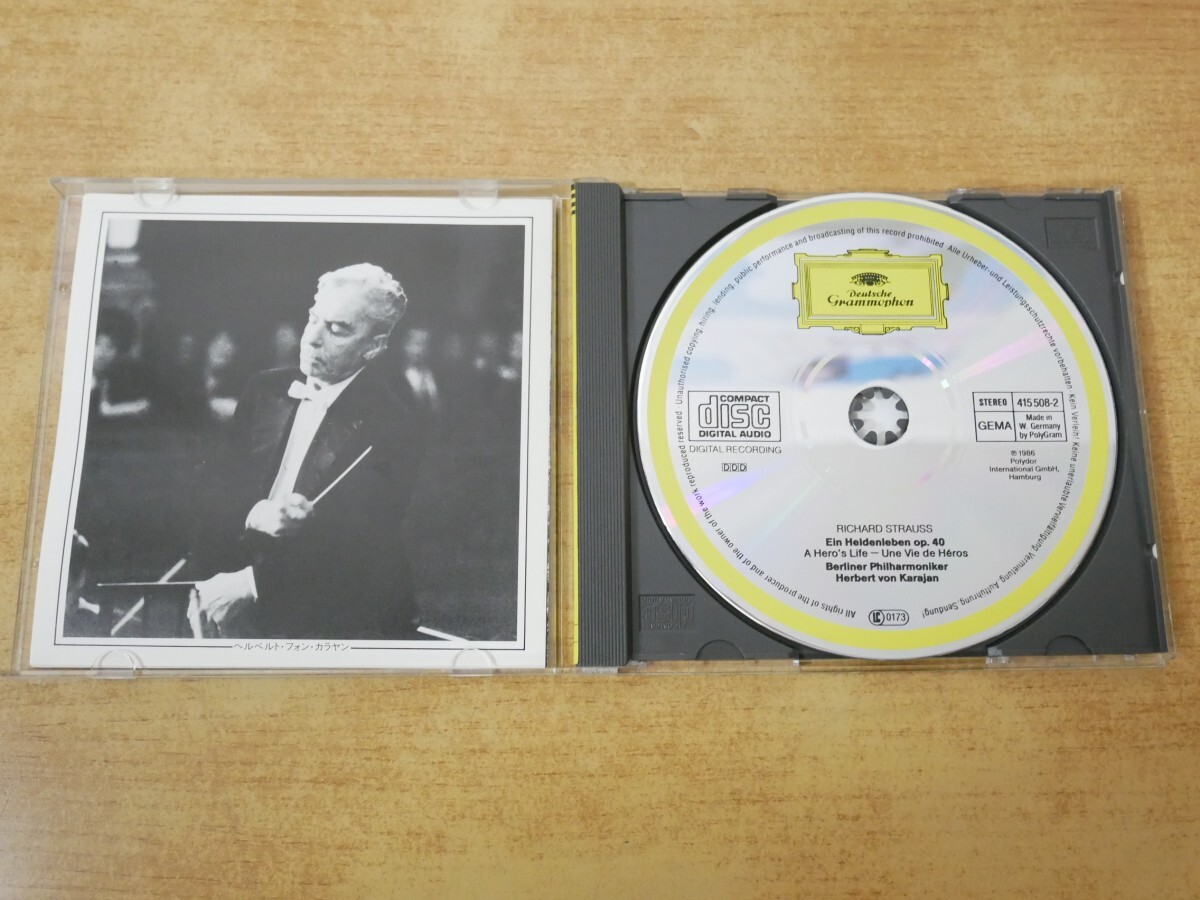 ヘルベルト・フォン・カラヤン
All rights of the producer and of the owner of the work reproduced reserved. Unauthorised copying, hiring, lending, public performance and broadcasting of this record prohibited. Alle Urheber- und Leistungsschutzrechte vorbehalten. Kein Verleih! Keine unerlaubte Vervielfältigung, Vermietung, Aufführung, Sendung!
Deutsche
Grammophon
COMPACT
disc
DIGITAL AUDIO
DIGITAL RECORDING
DDD
STEREO
415 508-2
GEMA
Made in
W. Germany
by PolyGram
℗ 1986
Polydor
International GmbH,
Hamburg
RICHARD STRAUSS
Ein Heldenleben op. 40
A Hero's Life – Une Vie de Héros
Berliner Philharmoniker
Herbert von Karajan
LC 0173